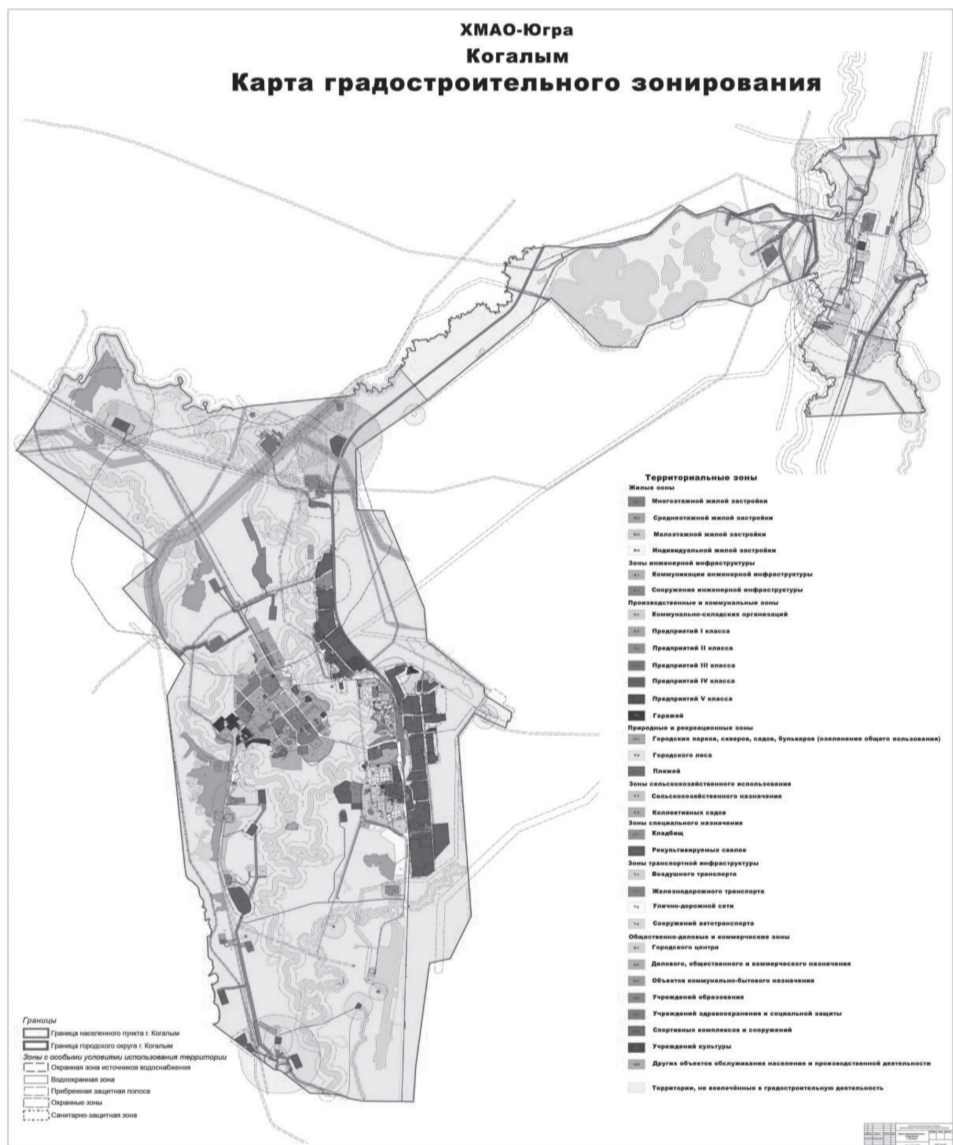 ХМАО-Югра
Когалым
Карта градостроительного зонирования
Территориальные зоны
Жилые зоны
Многоэтажной жилой застройки
Среднеэтажной жилой застройки
Малоэтажной жилой застройки
Индивидуальной жилой застройки
Зоны инженерной инфраструктуры
Коммуникации инженерной инфраструктуры
Сооружения инженерной инфраструктуры
Производственные и коммунальные зоны
Коммунально-складских организаций
Предприятий I класса
Предприятий II класса
Предприятий III класса
Предприятий IV класса
Предприятий V класса
Гаражей
Природные и рекреационные зоны
Городских парков, скверов, садов, бульваров (озеленение общего пользования)
Городского леса
Пляжей
Зоны сельскохозяйственного использования
Сельскохозяйственного назначения
Коллективных садов
Зоны специального назначения
Кладбищ
Рекультивируемых свалок
Зоны транспортной инфраструктуры
Воздушного транспорта
Железнодорожного транспорта
Улично-дорожной сети
Сооружений автотранспорта
Общественно-деловые и коммерческие зоны
Городского центра
Делового, общественного и коммерческого назначения
Объектов коммунально-бытового назначения
Учреждений образования
Учреждений здравоохранения и социальной защиты
Спортивных комплексов и сооружений
Учреждений культуры
Других объектов обслуживания населения и производственной деятельности
Территории, не вовлечённые в градостроительную деятельность
Границы
Граница населенного пункта г. Когалым
Граница городского округа г. Когалым
Зоны с особыми условиями использования территории
Охранная зона источников водоснабжения
Водоохранная зона
Прибрежная защитная полоса
Охранные зоны
Санитарно-защитная зона